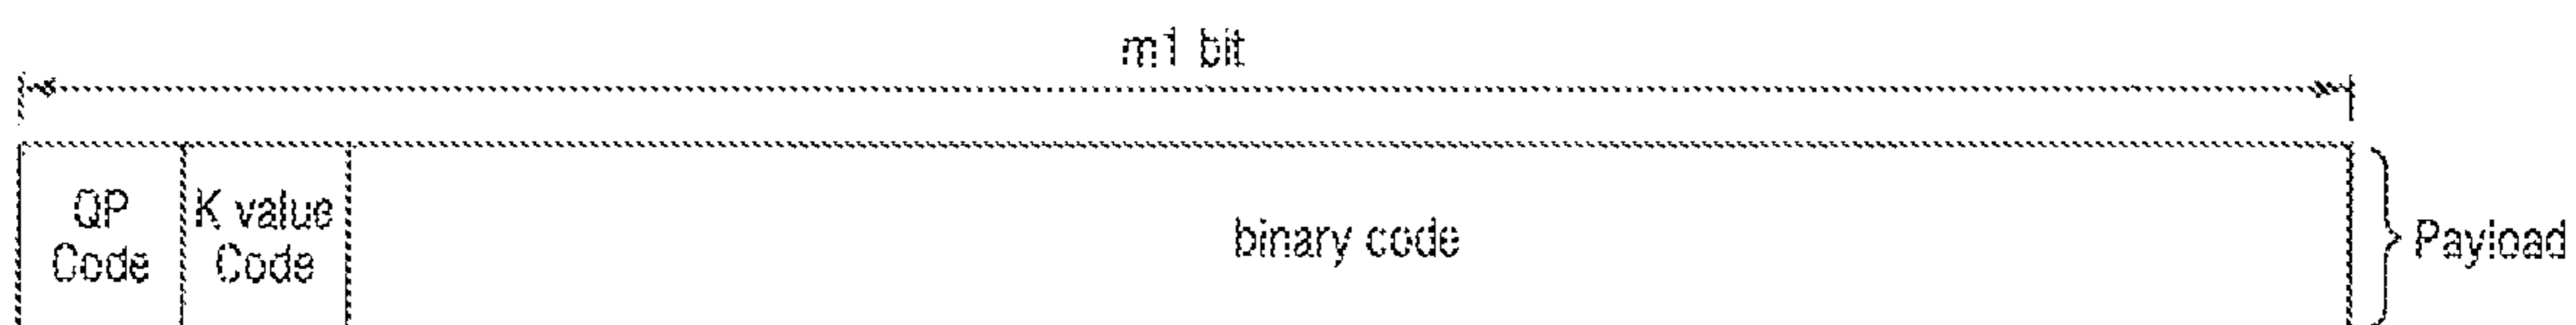 m1 bit
QP
Code
K value
Code
binary code
Payload